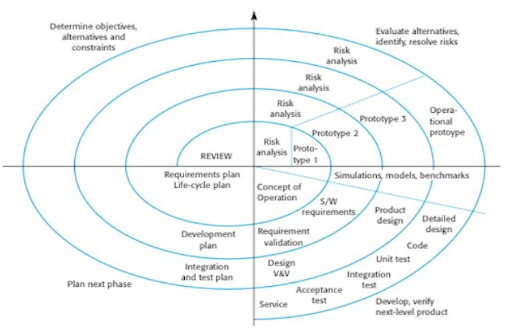 Determine objectives,
alternatives and
constraints
Evaluate alternatives,
identify, resolve risks
Risk
analysis
Risk
analysis
Risk
analysis
Risk
analysis
Proto-
type 1
Prototype 2
Prototype 3
Opera-
tional
protoype
REVIEW
Requirements plan
Life-cycle plan
Simulations, models, benchmarks
Concept of
Operation
S/W
requirements
Product
design
Detailed
design
Development
plan
Requirement
validation
Code
Unit test
Integration
and test plan
Design
V&V
Integration
test
Plan next phase
Acceptance
test
Service
Develop, verify
next-level product